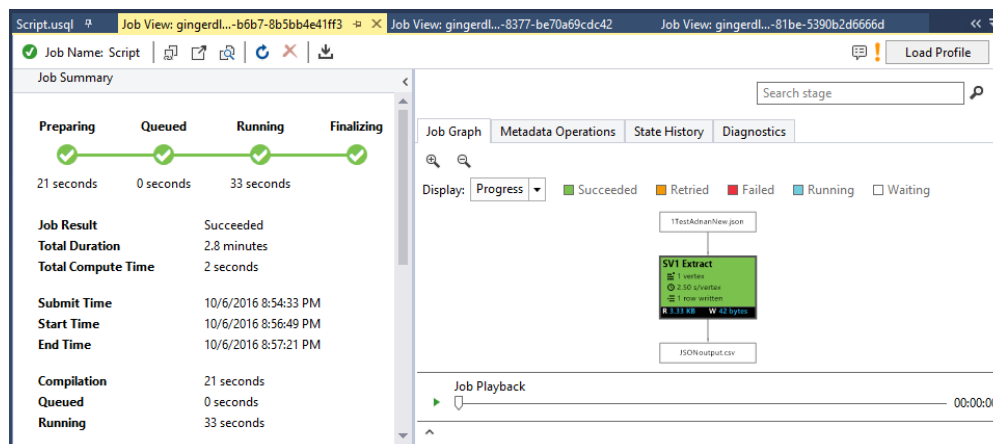 Script.usql
Job View: gingerdl...-b6b7-8b5bb4e41ff3
Job View: gingerdl...-8377-be70a69cdc42
Job View: gingerdl...-81be-5390b2d6666d
Job Name: Script
Load Profile
Job Summary
Search stage
Preparing Queued Running Finalizing
21 seconds 0 seconds 33 seconds
Job Result Succeeded
Total Duration 2.8 minutes
Total Compute Time 2 seconds
Submit Time 10/6/2016 8:54:33 PM
Start Time 10/6/2016 8:56:49 PM
End Time 10/6/2016 8:57:21 PM
Compilation 21 seconds
Queued 0 seconds
Running 33 seconds
Job Graph Metadata Operations State History Diagnostics
Display: Progress Succeeded Retried Failed Running Waiting
1TestAdnanNew.json
SV1 Extract
1 vertex
2.50 s/vertex
1 row written
R 3.33 KB W 42 bytes
JSONoutput.csv
Job Playback
00:00:0